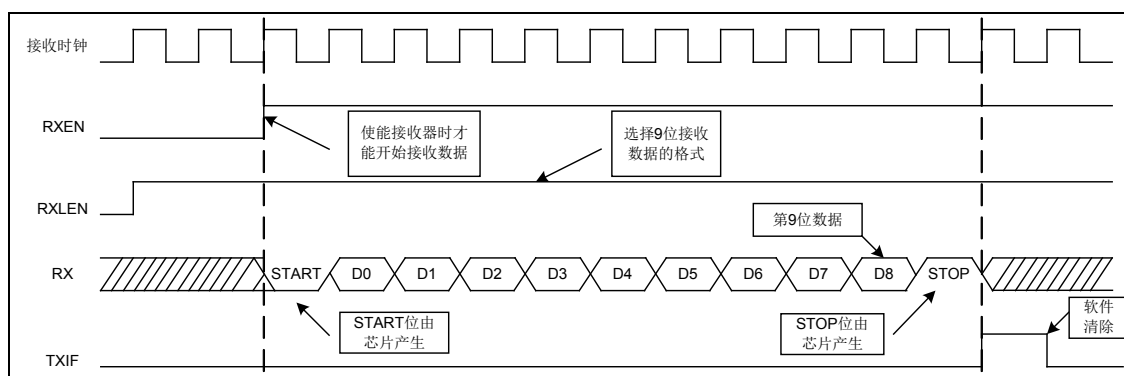 接收时钟
RXEN
使能接收器时才
能开始接收数据
选择9位接收
数据的格式
RXLEN
第9位数据
RX
START
D0
D1
D2
D3
D4
D5
D6
D7
D8
STOP
START位由
芯片产生
STOP位由
芯片产生
软件
清除
TXIF